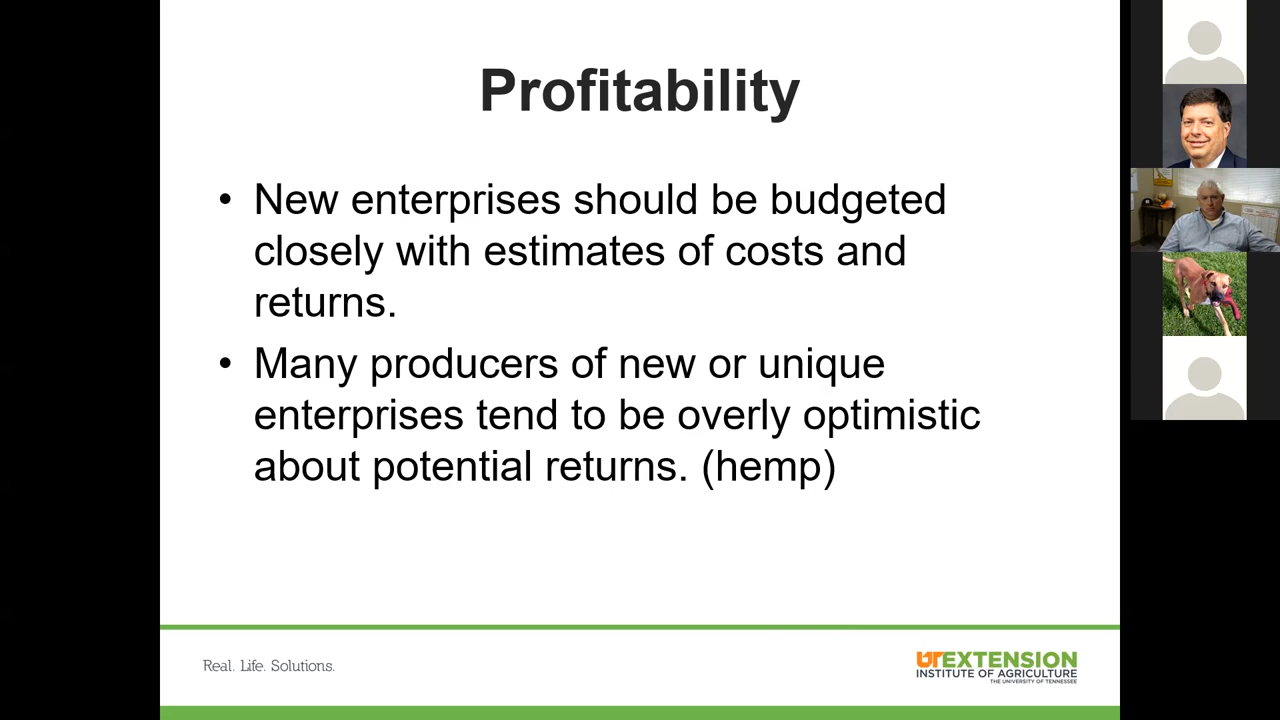 Profitability
• New enterprises should be budgeted
closely with estimates of costs and
returns.
• Many producers of new or unique
enterprises tend to be overly optimistic
about potential returns. (hemp)
Real. Life. Solutions.
UTEXTENSION
INSTITUTE OF AGRICULTURE
THE UNIVERSITY OF TENNESSEE